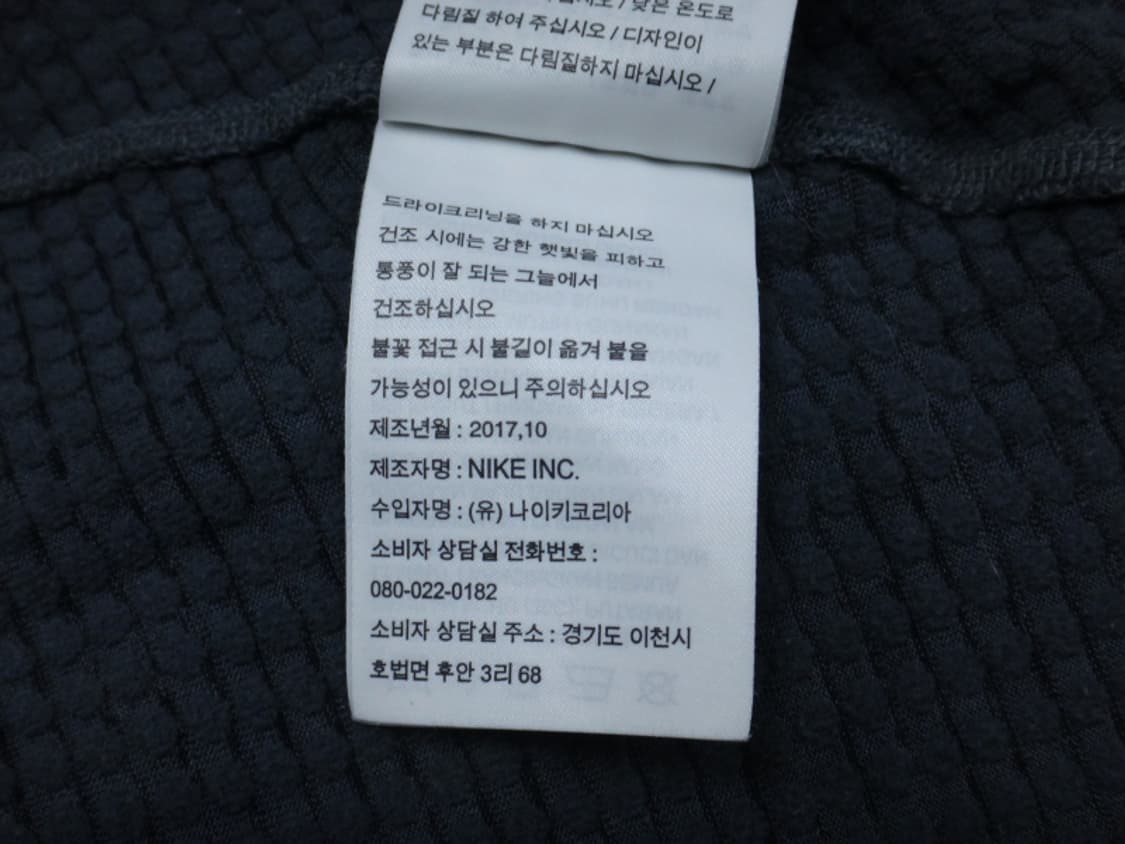 / 낮은 온도로
다림질 하여 주십시오 / 디자인이
있는 부분은 다림질하지 마십시오 /
드라이크리닝을 하지 마십시오
건조 시에는 강한 햇빛을 피하고
통풍이 잘 되는 그늘에서
건조하십시오
불꽃 접근 시 불길이 옮겨 붙을
가능성이 있으니 주의하십시오
제조년월 : 2017,10
제조자명 : NIKE INC.
수입자명 : (유) 나이키코리아
소비자 상담실 전화번호 :
080-022-0182
소비자 상담실 주소 : 경기도 이천시
호법면 후안 3리 68